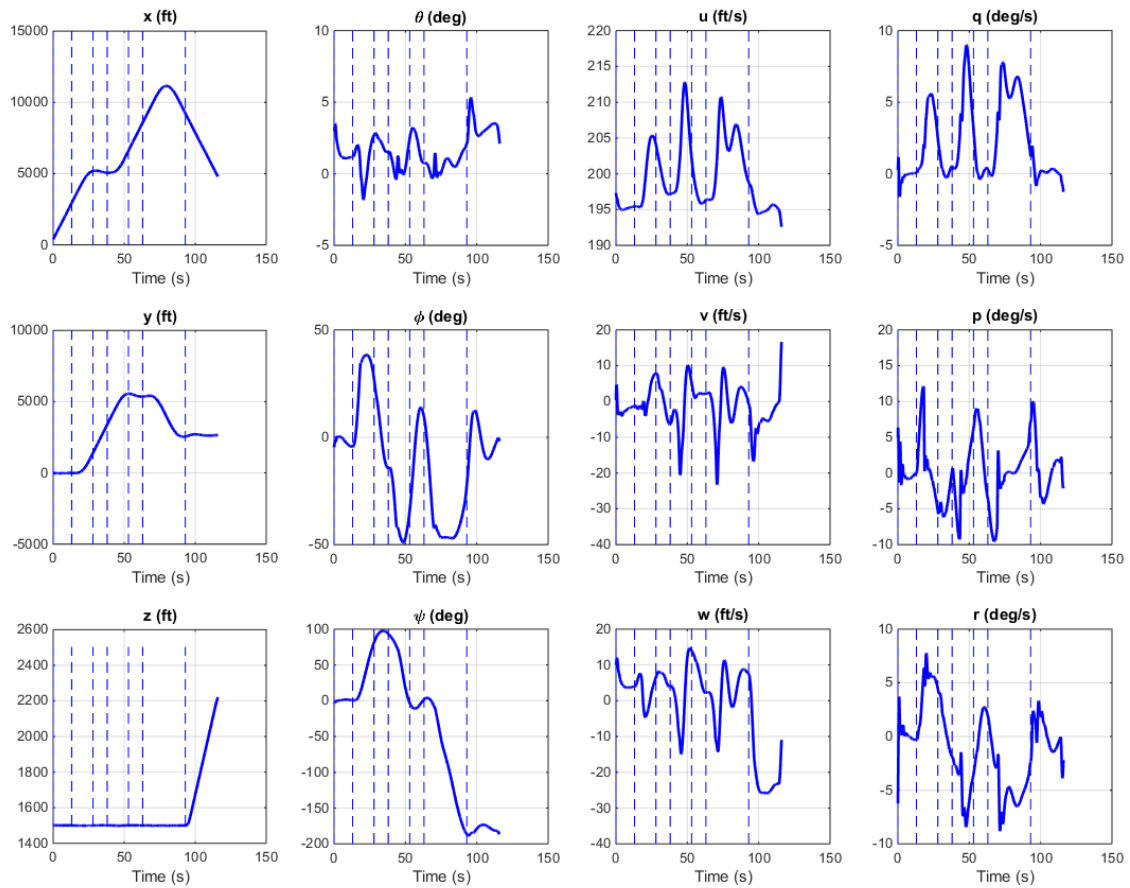 x (ft)
15000
10000
5000
0
0 50 100 150
Time (s)
θ (deg)
10
5
0
-5
0 50 100 150
Time (s)
u (ft/s)
220
215
210
205
200
195
190
0 50 100 150
Time (s)
q (deg/s)
10
5
0
-5
0 50 100 150
Time (s)
y (ft)
10000
5000
0
-5000
0 50 100 150
Time (s)
ϕ (deg)
50
0
-50
0 50 100 150
Time (s)
v (ft/s)
20
10
0
-10
-20
-30
-40
0 50 100 150
Time (s)
p (deg/s)
20
15
10
5
0
-5
-10
0 50 100 150
Time (s)
z (ft)
2600
2400
2200
2000
1800
1600
1400
0 50 100 150
Time (s)
ψ (deg)
100
50
0
-50
-100
-150
-200
0 50 100 150
Time (s)
w (ft/s)
20
10
0
-10
-20
-30
-40
0 50 100 150
Time (s)
r (deg/s)
10
5
0
-5
-10
0 50 100 150
Time (s)